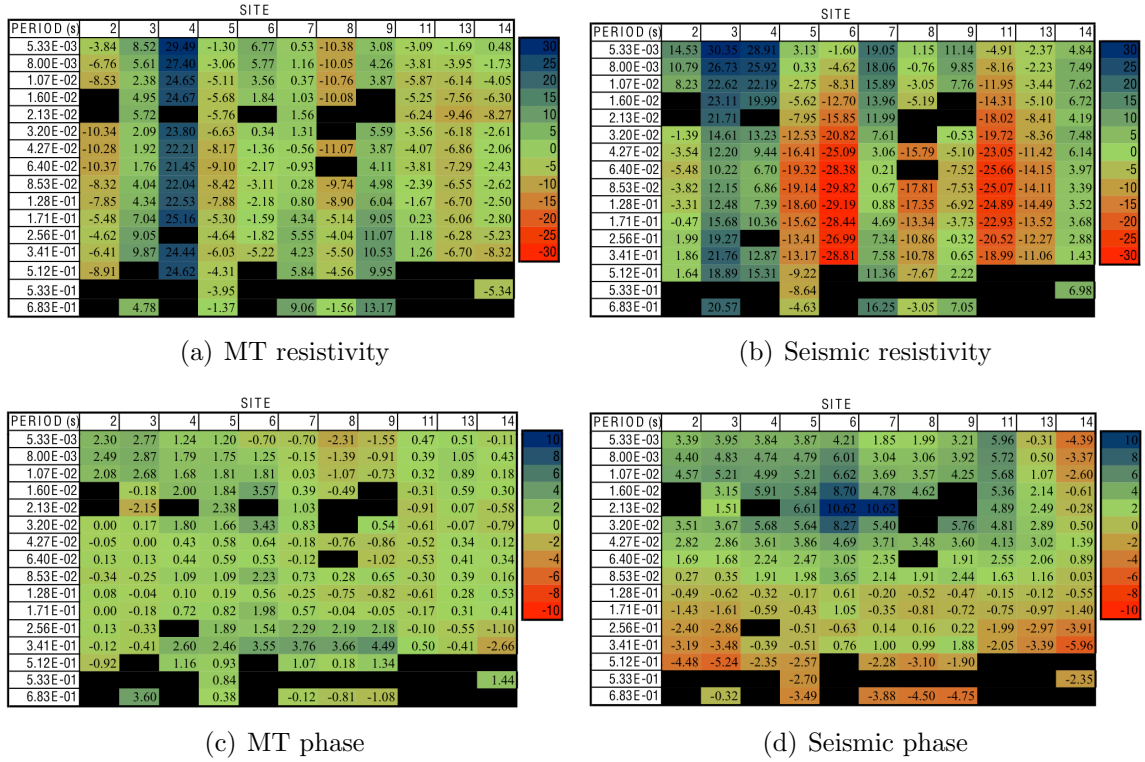 SITE
PERIOD (s) 2 3 4 5 6 7 8 9 11 13 14
5.33E-03 -3.84 8.52 29.49 -1.30 6.77 0.53 -10.38 3.08 -3.09 -1.69 0.48
8.00E-03 -6.76 5.61 27.40 -3.06 5.77 1.16 -10.05 4.26 -3.81 -3.95 -1.73
1.07E-02 -8.53 2.38 24.65 -5.11 3.56 0.37 -10.76 3.87 -5.87 -6.14 -4.05
1.60E-02 4.95 24.67 -5.68 1.84 1.03 -10.08 -5.25 -7.56 -6.30
2.13E-02 5.72 -5.76 1.56 -6.24 -9.46 -8.27
3.20E-02 -10.34 2.09 23.80 -6.63 0.34 1.31 5.59 -3.56 -6.18 -2.61
4.27E-02 -10.28 1.92 22.21 -8.17 1.36 -0.56 -11.07 3.87 -4.07 -6.86 -2.06
6.40E-02 -10.37 1.76 21.45 -9.10 -2.17 -0.93 4.11 -3.81 -7.29 -2.43
8.53E-02 -8.32 4.04 22.04 -8.42 -3.11 0.28 -9.74 4.98 -2.39 -6.55 -2.62
1.28E-01 -7.85 4.34 22.53 -7.88 -2.18 0.80 -8.90 6.04 -1.67 -6.70 -2.50
1.71E-01 -5.48 7.04 25.16 -5.30 -1.59 4.34 -5.14 9.05 0.23 -6.06 -2.80
2.56E-01 -4.62 9.05 -4.64 -1.82 5.55 -4.04 11.07 1.18 -6.28 -5.23
3.41E-01 -6.41 9.87 24.44 -6.03 -5.22 4.23 -5.50 10.53 1.26 -6.70 -8.32
5.12E-01 -8.91 24.62 -4.31 5.84 -4.56 9.95
5.33E-01 -3.95 -5.34
6.83E-01 4.78 -1.37 9.06 -1.56 13.17
30
25
20
15
10
5
0
-5
-10
-15
-20
-25
-30
(a) MT resistivity
SITE
PERIOD (s) 2 3 4 5 6 7 8 9 11 13 14
5.33E-03 14.53 30.35 28.91 3.13 -1.60 19.05 1.15 11.14 -4.91 -2.37 4.84
8.00E-03 10.79 26.73 25.92 0.33 -4.62 18.06 -0.76 9.85 -8.16 -2.23 7.49
1.07E-02 8.23 22.62 22.19 -2.75 -8.31 15.89 -3.05 7.76 -11.95 -3.44 7.62
1.60E-02 23.11 19.99 -5.62 -12.70 13.96 -5.19 -14.31 -5.10 6.72
2.13E-02 21.71 -7.95 -15.85 11.99 -18.02 -8.41 4.19
3.20E-02 -1.39 14.61 13.23 -12.53 -20.82 7.61 -0.53 -19.72 -8.36 7.48
4.27E-02 -3.54 12.20 9.44 -16.41 -25.09 3.06 -15.79 -5.10 -23.05 -11.42 6.14
6.40E-02 -5.48 10.22 6.70 -19.32 -28.38 0.21 -7.52 -25.66 -14.15 3.97
8.53E-02 -3.82 12.15 6.86 -19.14 -29.82 0.67 -17.81 -7.53 -25.07 -14.11 3.39
1.28E-01 -3.31 12.48 7.39 -18.60 -29.19 0.88 -17.35 -6.92 -24.89 -14.49 3.52
1.71E-01 -0.47 15.68 10.36 -15.62 -28.44 4.69 -13.34 -3.73 -22.93 -13.52 3.68
2.56E-01 1.99 19.27 -13.41 -26.99 7.34 -10.86 -0.32 -20.52 -12.27 2.88
3.41E-01 1.86 21.76 12.87 -13.17 -28.81 7.58 -10.78 0.65 -18.99 -11.06 1.43
5.12E-01 1.64 18.89 15.31 -9.22 11.36 -7.67 2.22
5.33E-01 -8.64 6.98
6.83E-01 20.57 -4.63 16.25 -3.05 7.05
30
25
20
15
10
5
0
-5
-10
-15
-20
-25
-30
(b) Seismic resistivity
SITE
PERIOD (s) 2 3 4 5 6 7 8 9 11 13 14
5.33E-03 2.30 2.77 1.24 1.20 -0.70 -0.70 -2.31 -1.55 0.47 0.51 -0.11
8.00E-03 2.49 2.87 1.79 1.75 1.25 -0.15 -1.39 -0.91 0.39 1.05 0.43
1.07E-02 2.08 2.68 1.68 1.81 1.81 0.03 -1.07 -0.73 0.32 0.89 0.18
1.60E-02 -0.18 2.00 1.84 3.57 0.39 -0.49 -0.31 0.59 0.30
2.13E-02 -2.15 2.38 1.03 -0.91 0.07 -0.58
3.20E-02 0.00 0.17 1.80 1.66 3.43 0.83 0.54 -0.61 -0.07 -0.79
4.27E-02 -0.05 0.00 0.43 0.58 0.64 -0.18 -0.76 -0.86 -0.52 0.34 0.12
6.40E-02 0.13 0.13 0.44 0.59 0.53 -0.12 -1.02 -0.53 0.41 0.34
8.53E-02 -0.34 -0.25 1.09 1.09 2.23 0.73 0.28 0.65 -0.30 0.39 0.16
1.28E-01 0.08 -0.04 0.10 0.19 0.56 -0.25 -0.75 -0.82 -0.61 0.28 0.53
1.71E-01 0.00 -0.18 0.72 0.82 1.98 0.57 -0.04 -0.05 -0.17 0.31 0.41
2.56E-01 0.13 -0.33 1.89 1.54 2.29 2.19 2.18 -0.10 -0.55 -1.10
3.41E-01 -0.12 -0.41 2.60 2.46 3.55 3.76 3.66 4.49 0.50 -0.41 -2.66
5.12E-01 -0.92 1.16 0.93 1.07 0.18 1.34
5.33E-01 0.84 1.44
6.83E-01 3.60 0.38 -0.12 -0.81 -1.08
10
8
6
4
2
0
-2
-4
-6
-8
-10
(c) MT phase
SITE
PERIOD (s) 2 3 4 5 6 7 8 9 11 13 14
5.33E-03 3.39 3.95 3.84 3.87 4.21 1.85 1.99 3.21 5.96 -0.31 -4.39
8.00E-03 4.40 4.83 4.74 4.79 6.01 3.04 3.06 3.92 5.72 0.50 -3.37
1.07E-02 4.57 5.21 4.99 5.21 6.62 3.69 3.57 4.25 5.68 1.07 -2.60
1.60E-02 3.15 5.91 5.84 8.70 4.78 4.62 5.36 2.14 -0.61
2.13E-02 1.51 6.61 10.62 10.62 4.89 2.49 -0.28
3.20E-02 3.51 3.67 5.68 5.64 8.27 5.40 5.76 4.81 2.89 0.50
4.27E-02 2.82 2.86 3.61 3.86 4.69 3.71 3.48 3.60 4.13 3.02 1.39
6.40E-02 1.69 1.68 2.24 2.47 3.05 2.35 1.91 2.55 2.06 0.89
8.53E-02 0.27 0.35 1.91 1.98 3.65 2.14 1.91 2.44 1.63 1.16 0.03
1.28E-01 -0.49 -0.62 -0.32 -0.17 0.61 -0.20 -0.52 -0.47 -0.15 -0.12 -0.55
1.71E-01 -1.43 -1.61 -0.59 -0.43 1.05 -0.35 -0.81 -0.72 -0.75 -0.97 -1.40
2.56E-01 -2.40 -2.86 -0.51 -0.63 0.14 0.16 0.22 -1.99 -2.97 -3.91
3.41E-01 -3.19 -3.48 -0.39 -0.51 0.76 1.00 0.99 1.88 -2.05 -3.39 -5.96
5.12E-01 -4.48 -5.24 -2.35 -2.57 -2.28 -3.10 -1.90
5.33E-01 -2.70 -2.35
6.83E-01 -0.32 -3.49 -3.88 -4.50 -4.75
10
8
6
4
2
0
-2
-4
-6
-8
-10
(d) Seismic phase